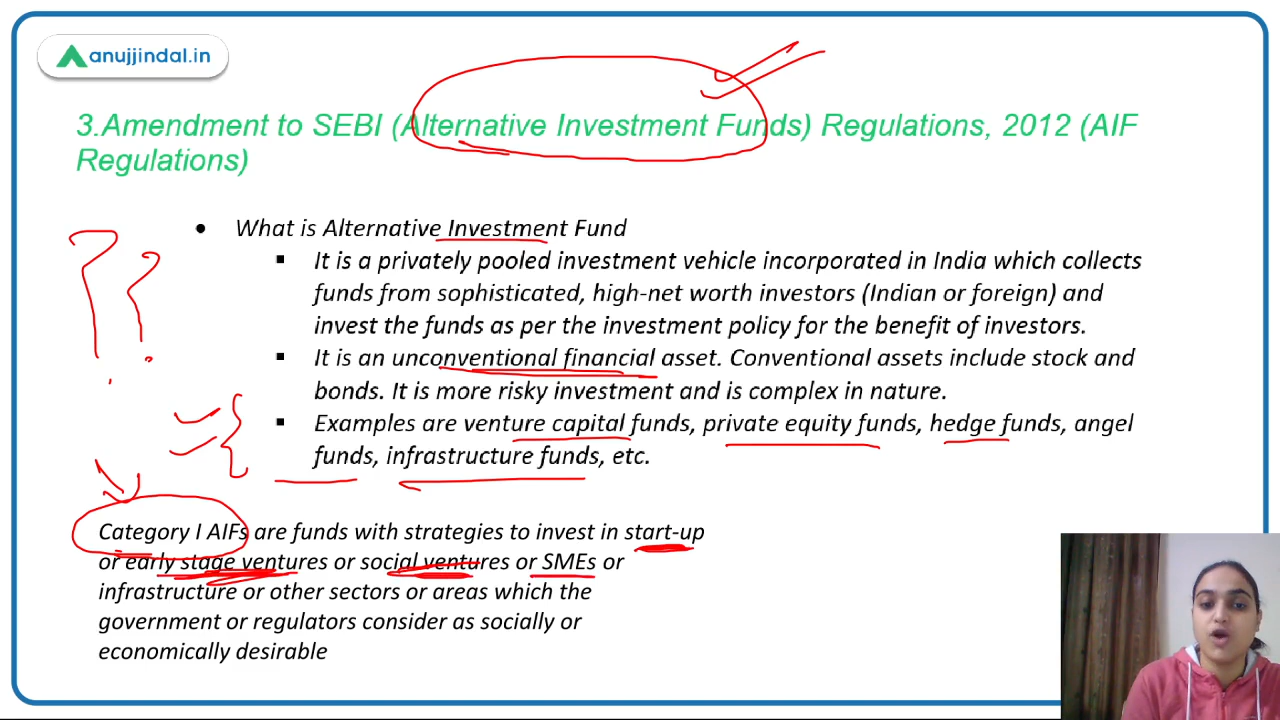 anujjindal.in
3.Amendment to SEBI (Alternative Investment Funds) Regulations, 2012 (AIF
Regulations)
• What is Alternative Investment Fund
▪ It is a privately pooled investment vehicle incorporated in India which collects
funds from sophisticated, high-net worth investors (Indian or foreign) and
invest the funds as per the investment policy for the benefit of investors.
▪ It is an unconventional financial asset. Conventional assets include stock and
bonds. It is more risky investment and is complex in nature.
▪ Examples are venture capital funds, private equity funds, hedge funds, angel
funds, infrastructure funds, etc.
Category I AIFs are funds with strategies to invest in start-up
or early stage ventures or social ventures or SMEs or
infrastructure or other sectors or areas which the
government or regulators consider as socially or
economically desirable